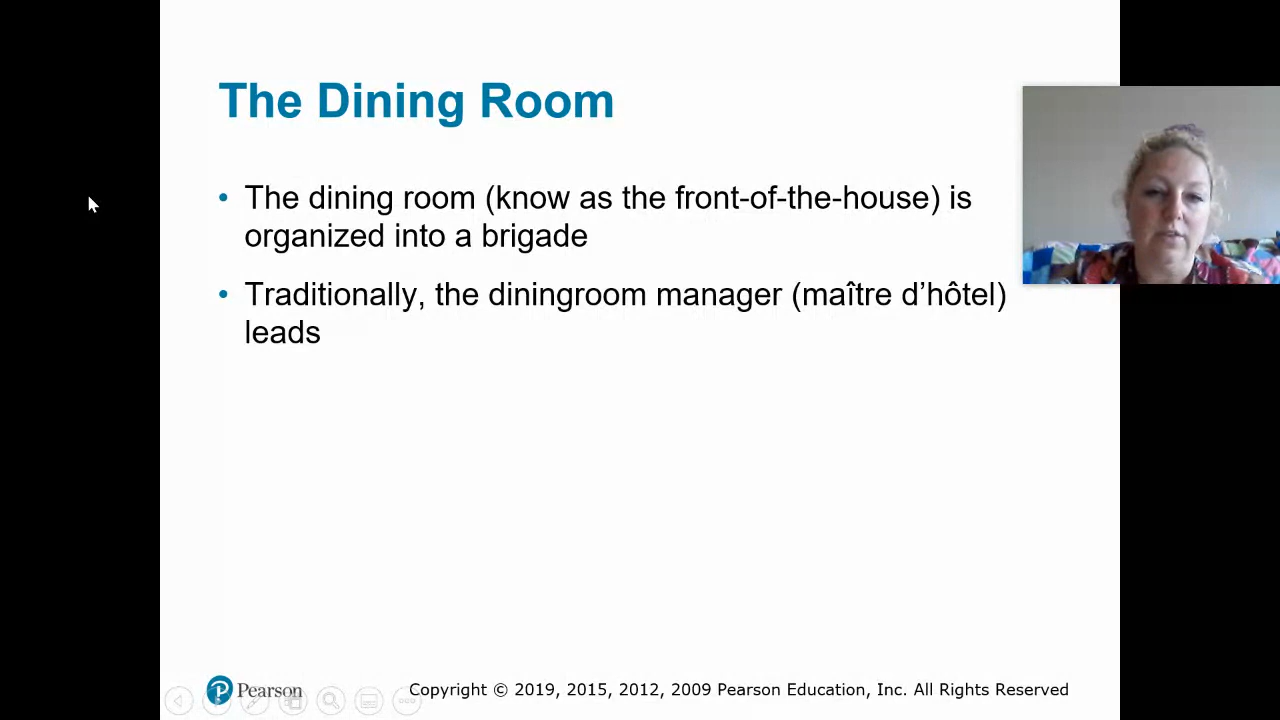 The Dining Room
• The dining room (know as the front-of-the-house) is
organized into a brigade
• Traditionally, the diningroom manager (maître d’hôtel)
leads
Pearson
Copyright © 2019, 2015, 2012, 2009 Pearson Education, Inc. All Rights Reserved